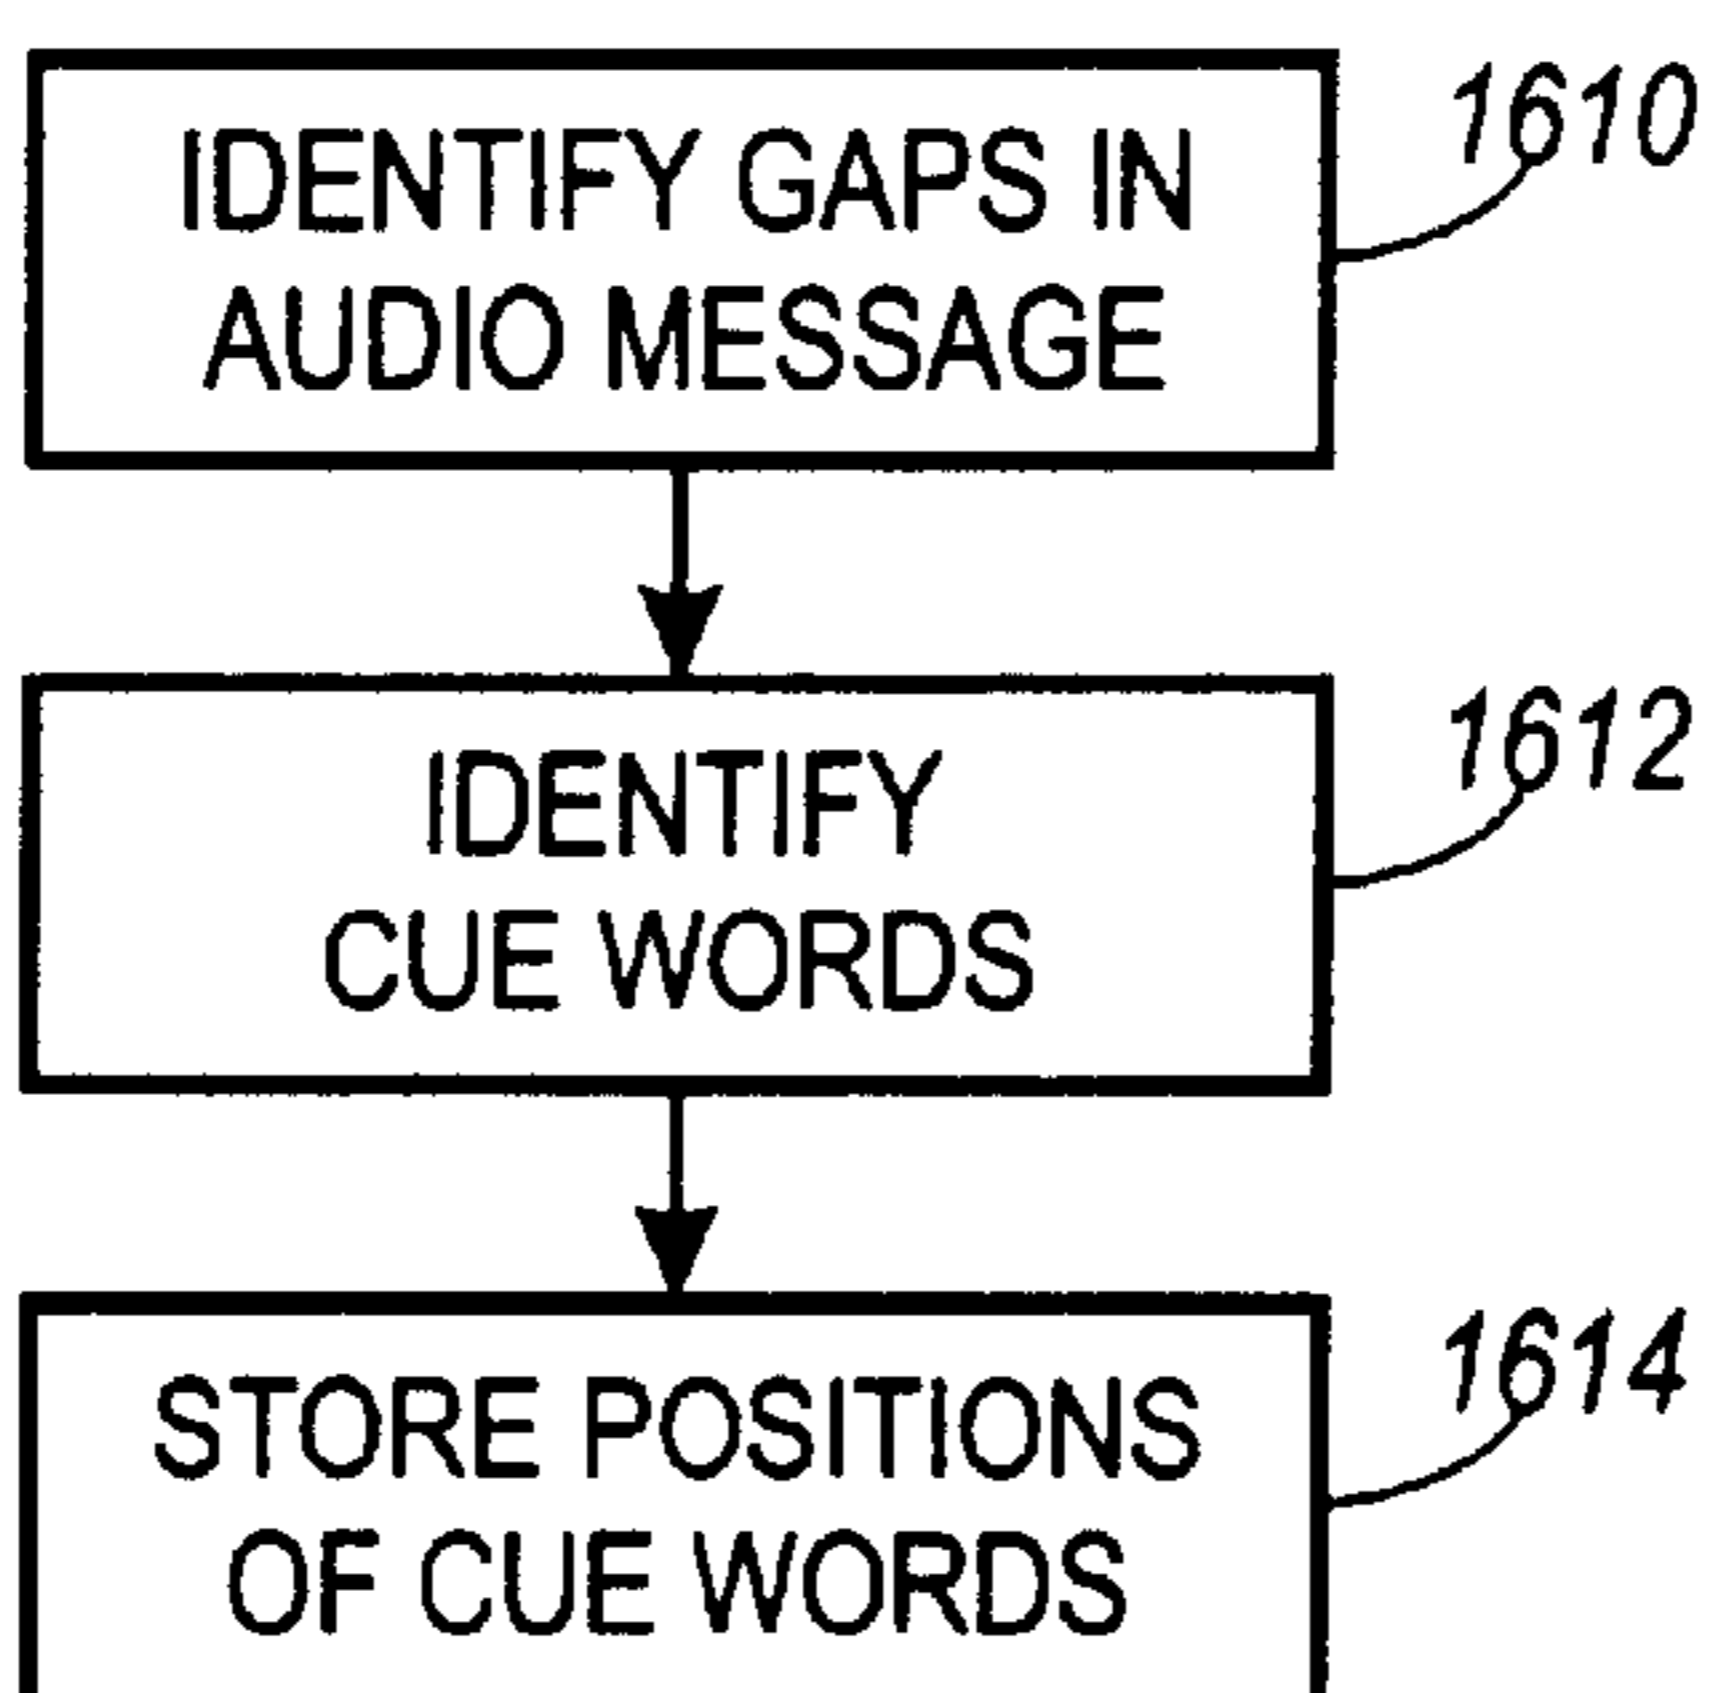 IDENTIFY GAPS IN
AUDIO MESSAGE
1610
IDENTIFY
CUE WORDS
1612
STORE POSITIONS
OF CUE WORDS
1614